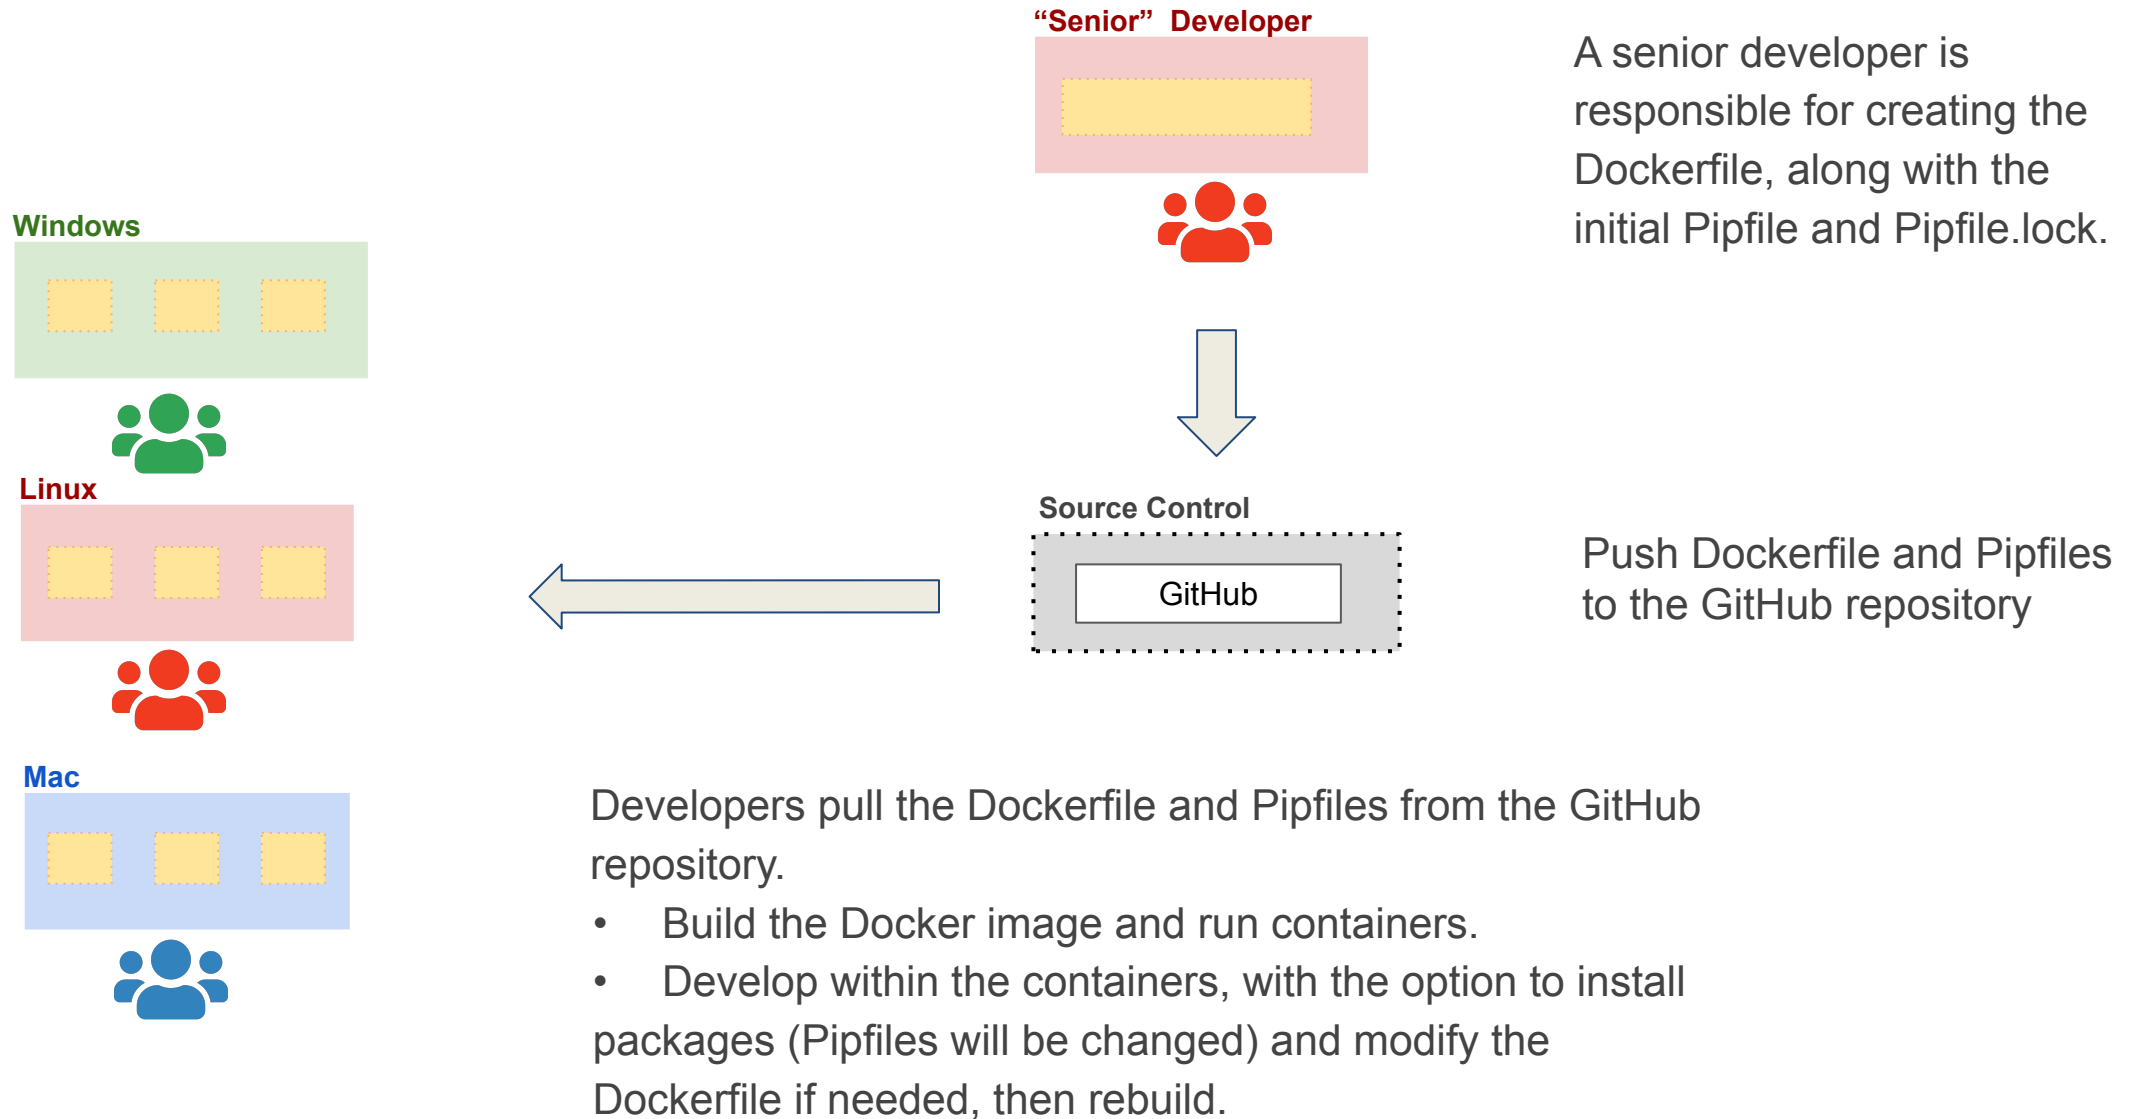 “Senior” Developer
A senior developer is
responsible for creating the
Dockerfile, along with the
initial Pipfile and Pipfile.lock.
Windows
Linux
Source Control
GitHub
Push Dockerfile and Pipfiles
to the GitHub repository
Mac
Developers pull the Dockerfile and Pipfiles from the GitHub
repository.
• Build the Docker image and run containers.
• Develop within the containers, with the option to install
packages (Pipfiles will be changed) and modify the
Dockerfile if needed, then rebuild.